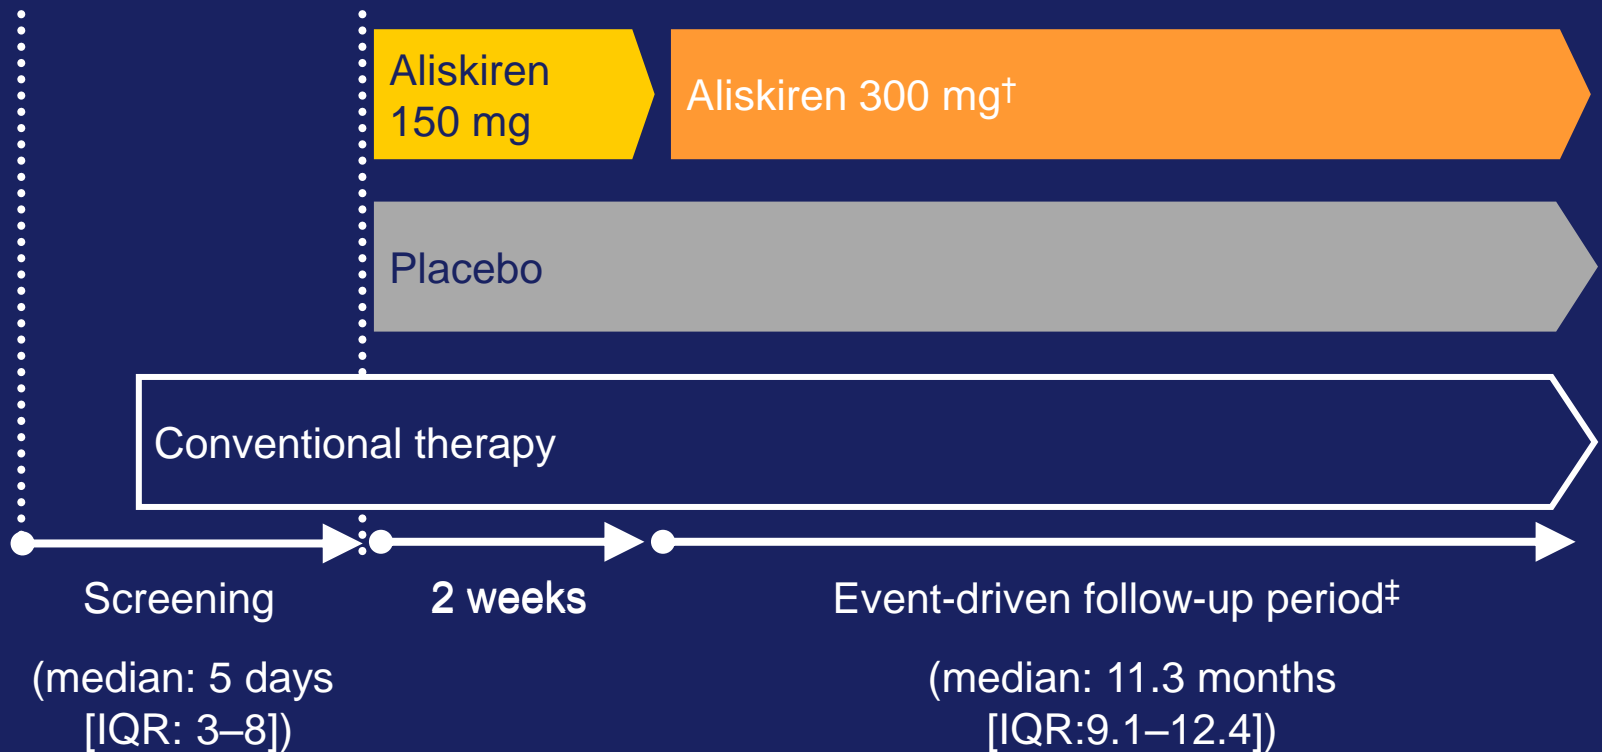 Aliskiren
150 mg
Aliskiren 300 mg†
Placebo
Conventional therapy
Screening
2 weeks
Event-driven follow-up period‡
(median: 5 days
[IQR: 3–8])
(median: 11.3 months
[IQR:9.1–12.4])